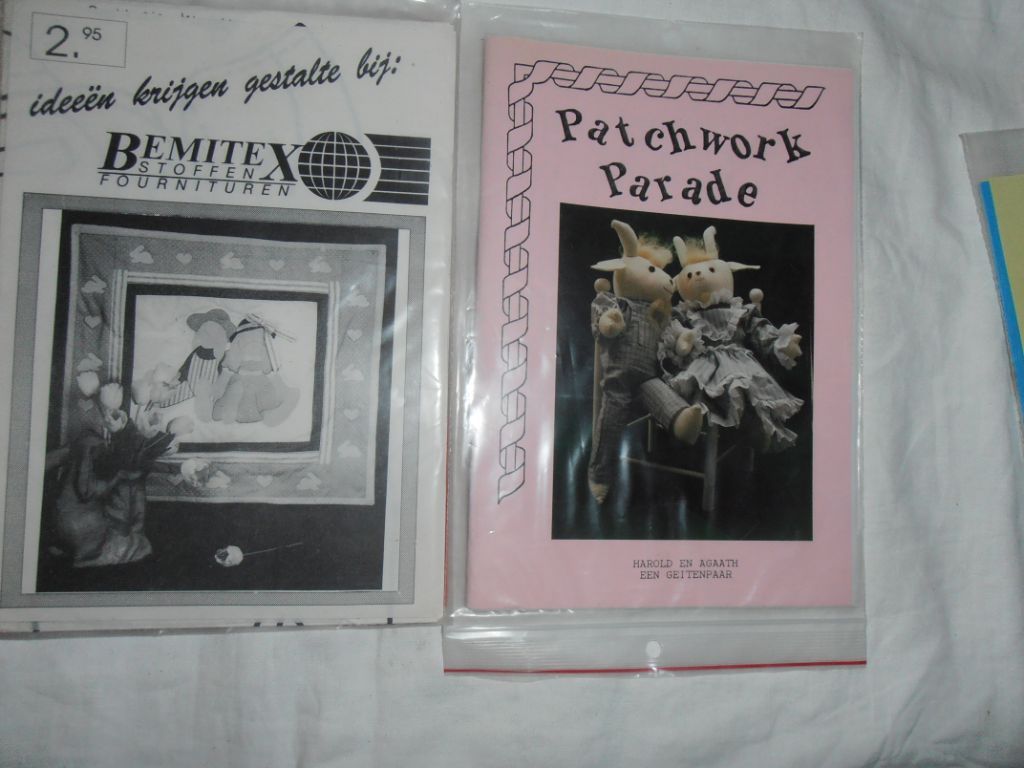 2.95
ideeën krijgen gestalte bij:
BEMITEX
STOFFEN
FOURNITUREN
Patchwork
Parade
HAROLD EN AGAATH
EEN GEITENPAAR